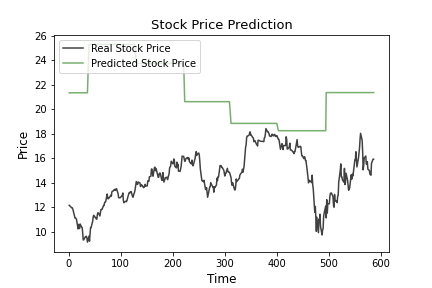 Stock Price Prediction
Real Stock Price
Predicted Stock Price
Price
26
24
22
20
18
16
14
12
10
0 100 200 300 400 500 600
Time